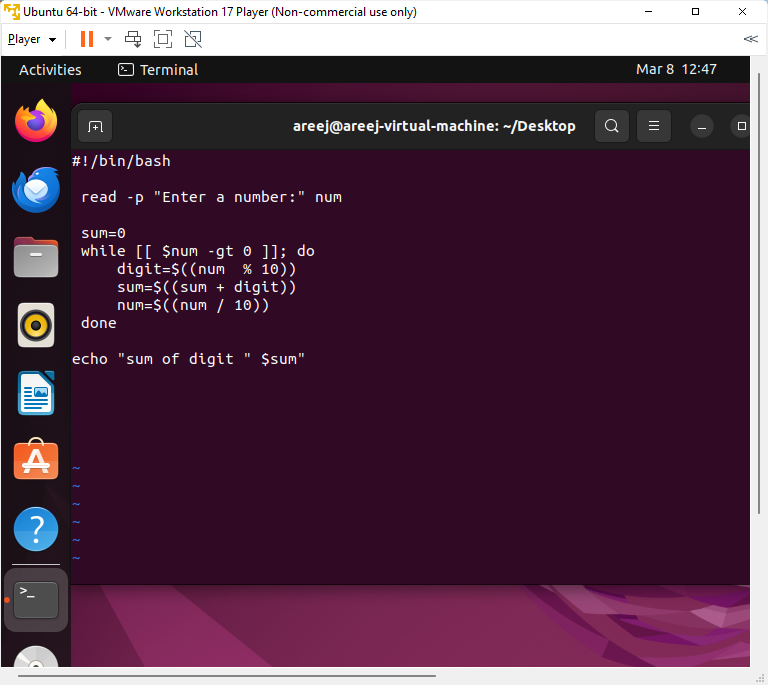 Ubuntu 64-bit - VMware Workstation 17 Player (Non-commercial use only)
Player
Activities
Terminal
Mar 8 12:47
areej@areej-virtual-machine: ~/Desktop
#!/bin/bash
read -p "Enter a number:" num
sum=0
while [[ $num -gt 0 ]]; do
digit=$((num  % 10))
sum=$((sum + digit))
num=$((num / 10))
done
echo "sum of digit " $sum"
~
~
~
~
~
~